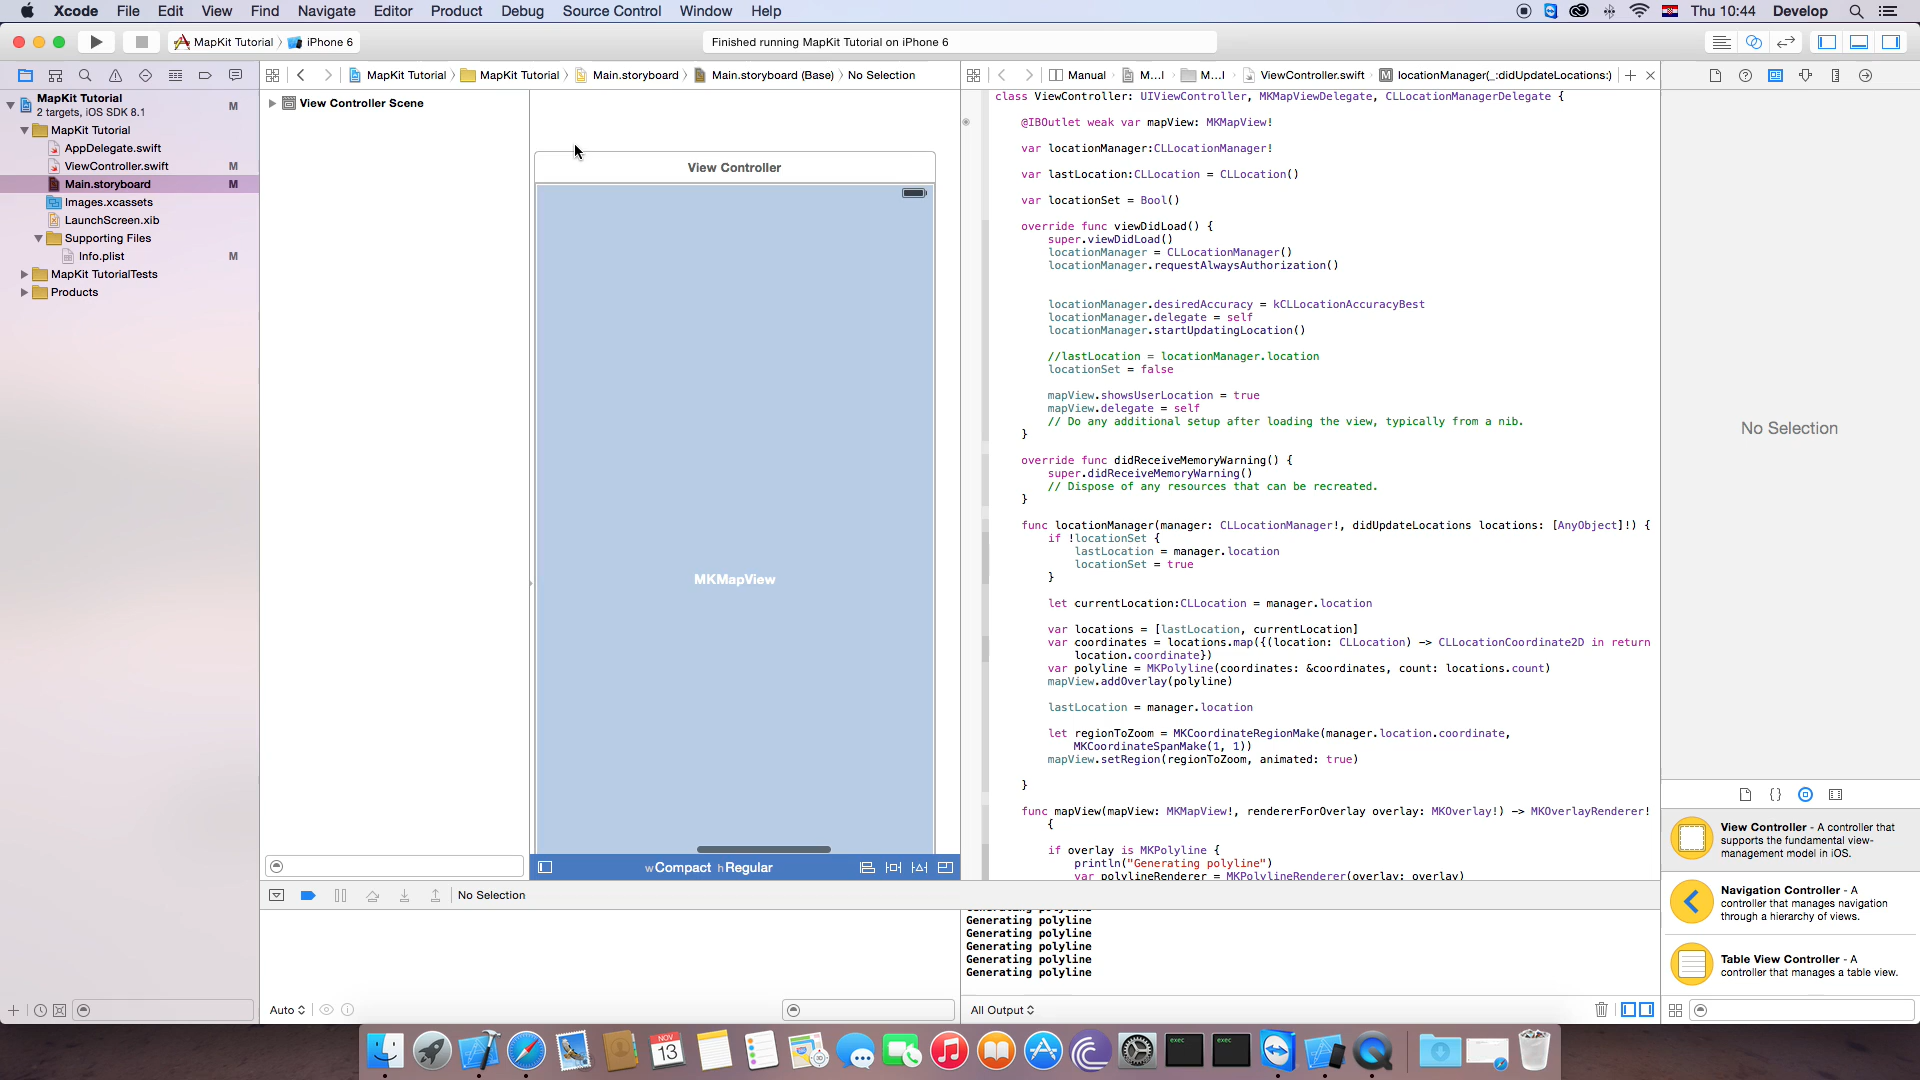 Xcode File Edit View Find Navigate Editor Product Debug Source Control Window Help
Thu 10:44 Develop
MapKit Tutorial iPhone 6
Finished running MapKit Tutorial on iPhone 6
MapKit Tutorial
2 targets, iOS SDK 8.1
M
MapKit Tutorial
AppDelegate.swift
ViewController.swift M
Main.storyboard M
Images.xcassets
LaunchScreen.xib
Supporting Files
Info.plist M
MapKit TutorialTests
Products
MapKit Tutorial MapKit Tutorial Main.storyboard Main.storyboard (Base) No Selection
View Controller Scene
View Controller
MKMapView
wCompact hRegular
Manual M...l M...l ViewController.swift M locationManager(_:didUpdateLocations:)
class ViewController: UIViewController, MKMapViewDelegate, CLLocationManagerDelegate {
@IBOutlet weak var mapView: MKMapView!
var locationManager:CLLocationManager!
var lastLocation:CLLocation = CLLocation()
var locationSet = Bool()
override func viewDidLoad() {
super.viewDidLoad()
locationManager = CLLocationManager()
locationManager.requestAlwaysAuthorization()
locationManager.desiredAccuracy = kCLLocationAccuracyBest
locationManager.delegate = self
locationManager.startUpdatingLocation()
//lastLocation = locationManager.location
locationSet = false
mapView.showsUserLocation = true
mapView.delegate = self
// Do any additional setup after loading the view, typically from a nib.
}
override func didReceiveMemoryWarning() {
super.didReceiveMemoryWarning()
// Dispose of any resources that can be recreated.
}
func locationManager(manager: CLLocationManager!, didUpdateLocations locations: [AnyObject]!) {
if !locationSet {
lastLocation = manager.location
locationSet = true
}
let currentLocation:CLLocation = manager.location
var locations = [lastLocation, currentLocation]
var coordinates = locations.map({(location: CLLocation) -> CLLocationCoordinate2D in return
location.coordinate})
var polyline = MKPolyline(coordinates: &coordinates, count: locations.count)
mapView.addOverlay(polyline)
lastLocation = manager.location
let regionToZoom = MKCoordinateRegionMake(manager.location.coordinate,
MKCoordinateSpanMake(1, 1))
mapView.setRegion(regionToZoom, animated: true)
}
func mapView(mapView: MKMapView!, rendererForOverlay overlay: MKOverlay!) -> MKOverlayRenderer!
{
if overlay is MKPolyline {
println("Generating polyline")
var polylineRenderer = MKPolylineRenderer(overlay: overlay)
No Selection
View Controller - A controller that
supports the fundamental view-
management model in iOS.
Navigation Controller - A
controller that manages navigation
through a hierarchy of views.
Table View Controller - A
controller that manages a table view.
No Selection
Generating polyline
Generating polyline
Generating polyline
Generating polyline
Generating polyline
Generating polyline
Auto
All Output
NOV
13
exec
exec